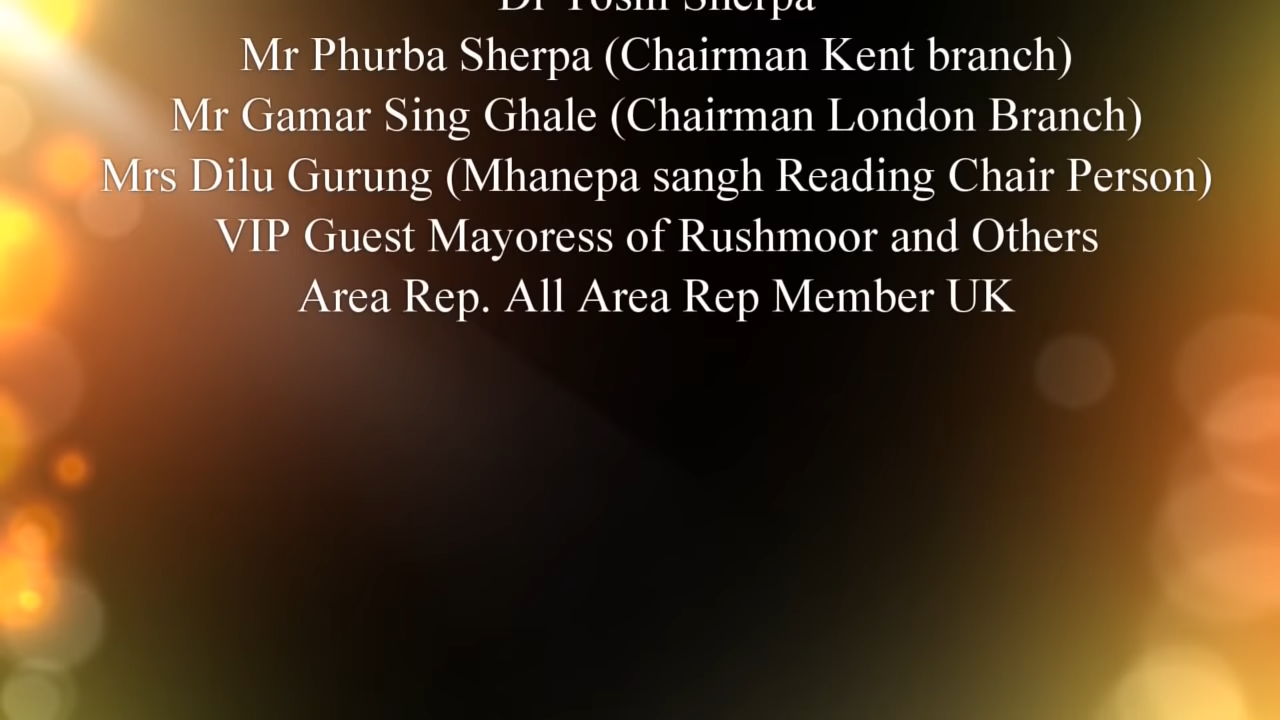 Sherpa
Mr Phurba Sherpa (Chairman Kent branch)
Mr Gamar Sing Ghale (Chairman London Branch)
Mrs Dilu Gurung (Mhanepa sangh Reading Chair Person)
VIP Guest Mayoress of Rushmoor and Others
Area Rep. All Area Rep Member UK